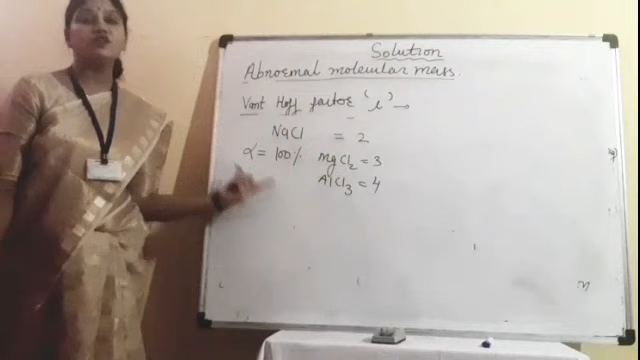 Solution
Abnormal molecular mass.
Vant Hoff factor 'i' →
NaCl = 2
α = 100% MgCl₂ = 3
AlCl₃ = 4